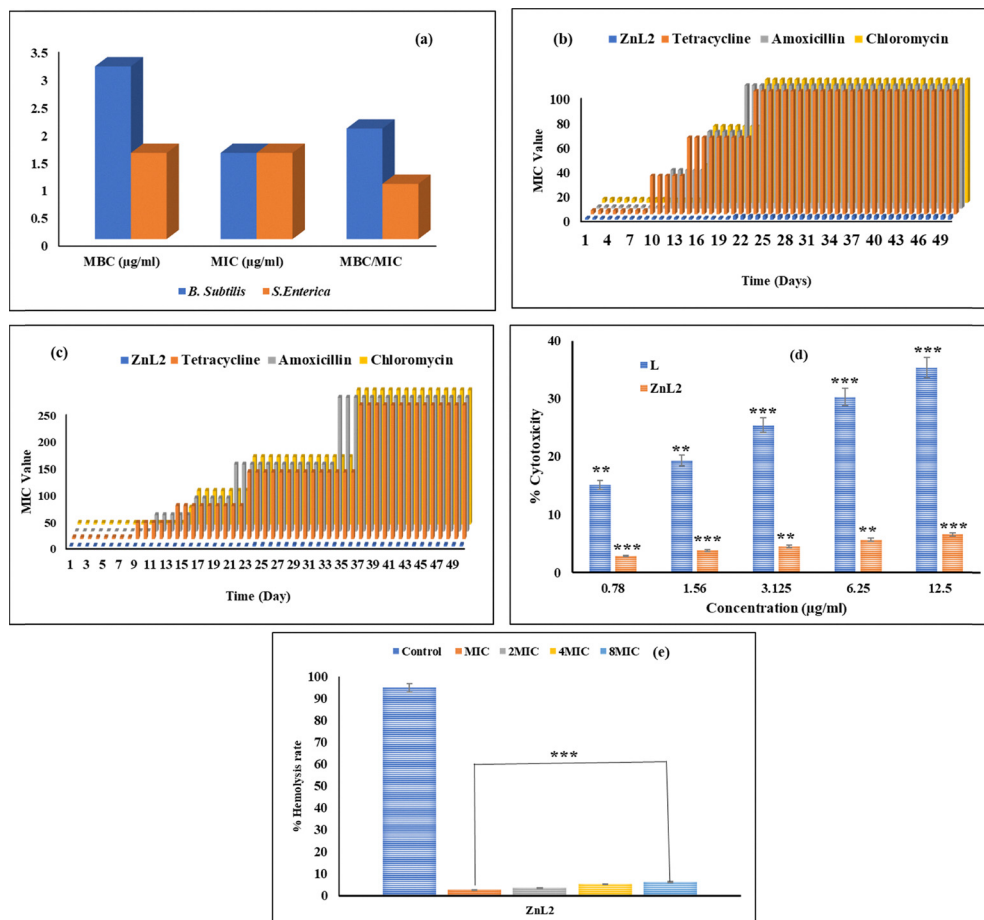 (a)
3.5
3
2.5
2
1.5
1
0.5
0
MBC (µg/ml) MIC (µg/ml) MBC/MIC
B. Subtilis S.Enterica
(b)
ZnL2 Tetracycline Amoxicillin Chloromycin
MIC Value
100
80
60
40
20
0
1 4 7 10 13 16 19 22 25 28 31 34 37 40 43 46 49
Time (Days)
(c)
ZnL2 Tetracycline Amoxicillin Chloromycin
MIC Value
250
200
150
100
50
0
1 3 5 7 9 11 13 15 17 19 21 23 25 27 29 31 33 35 37 39 41 43 45 47 49
Time (Day)
(d)
L
ZnL2
% Cytotoxicity
40
30
20
10
0
** ** *** *** ***
*** *** ** ** ***
0.78 1.56 3.125 6.25 12.5
Concentration (µg/ml)
Control MIC 2MIC 4MIC 8MIC (e)
% Hemolysis rate
100
90
80
70
60
50
40
30
20
10
0
***
ZnL2